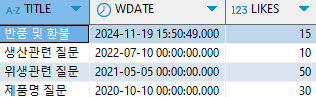 A-Z TITLE WDATE 123 LIKES
반품 및 환불 2024-11-19 15:50:49.000 15
생산관련 질문 2022-07-10 00:00:00.000 10
위생관련 질문 2021-05-05 00:00:00.000 50
제품명 질문 2020-10-10 00:00:00.000 30